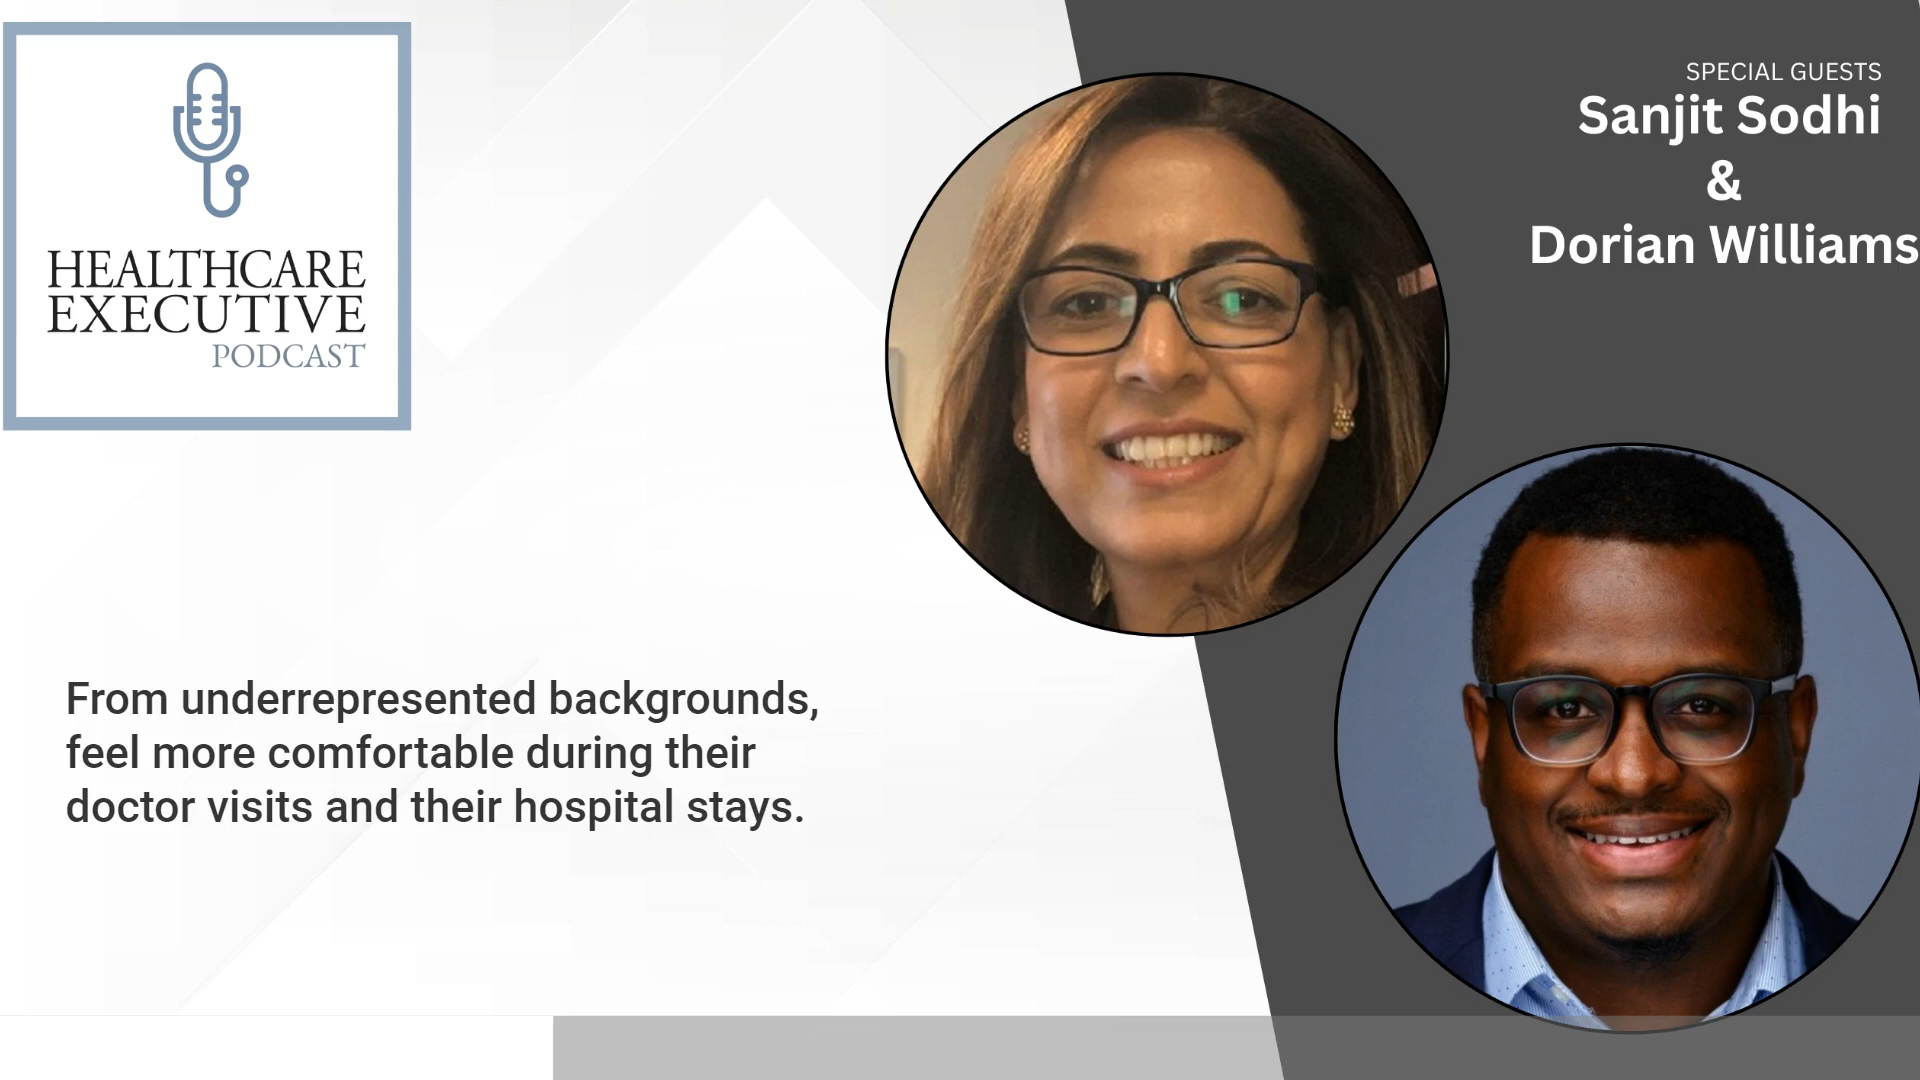 HEALTHCARE
EXECUTIVE
PODCAST
SPECIAL GUESTS
Sanjit Sodhi
&
Dorian Williams
From underrepresented backgrounds,
feel more comfortable during their
doctor visits and their hospital stays.